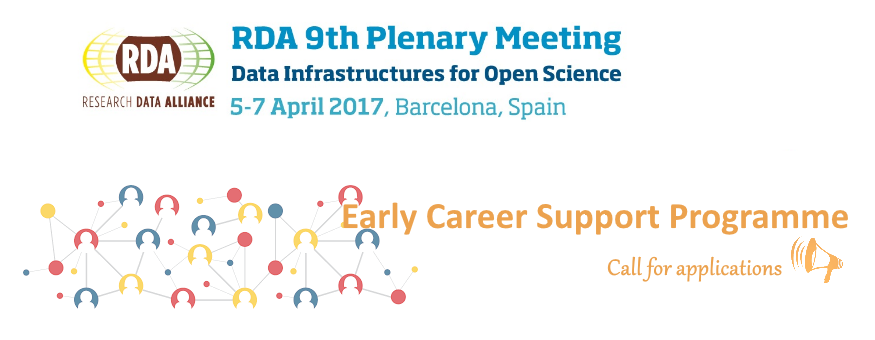 RDA 9th Plenary Meeting
Data Infrastructures for Open Science
5-7 April 2017, Barcelona, Spain
RDA
RESEARCH DATA ALLIANCE
Early Career Support Programme
Call for applications